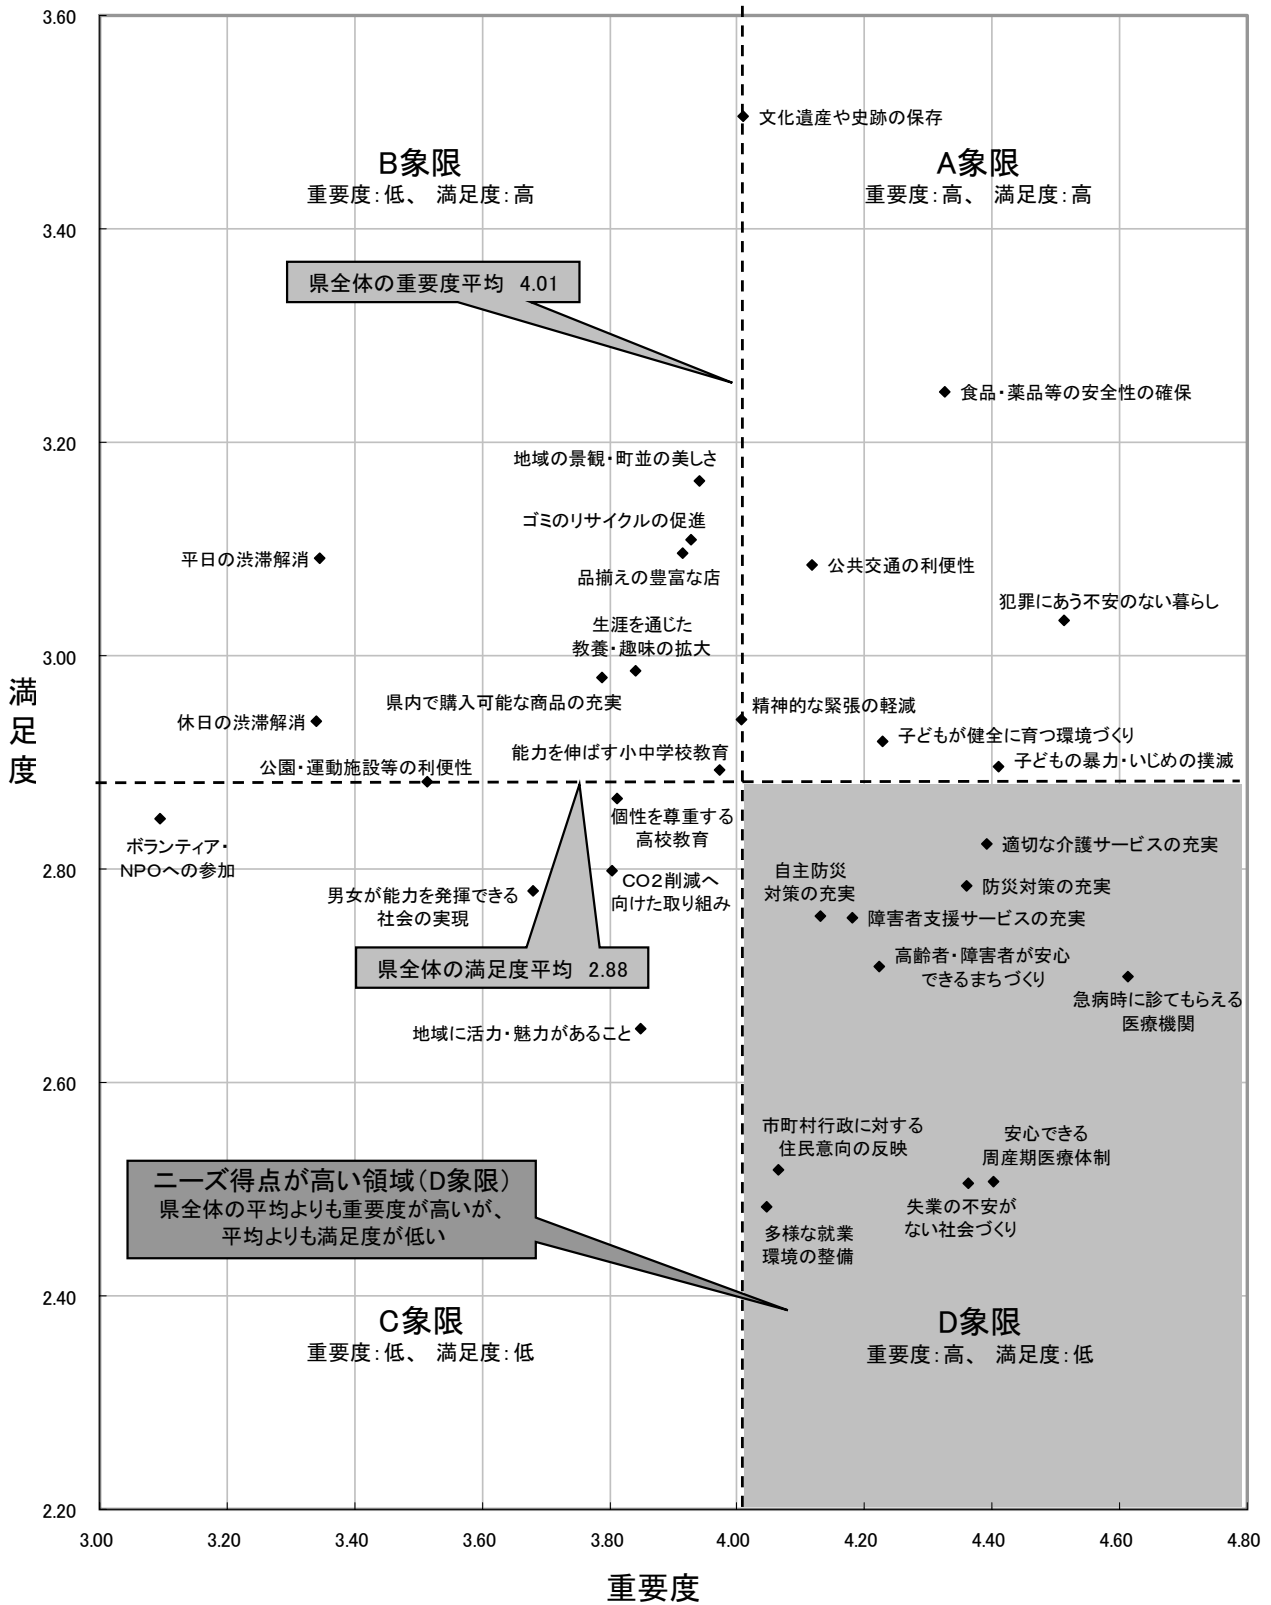 3.60
文化遺産や史跡の保存
B象限
重要度：低、 満足度：高
A象限
重要度：高、 満足度：高
3.40
県全体の重要度平均 4.01
食品・薬品等の安全性の確保
3.20
地域の景観・町並の美しさ
ゴミのリサイクルの促進
平日の渋滞解消
品揃えの豊富な店
公共交通の利便性
犯罪にあう不安のない暮らし
生涯を通じた
教養・趣味の拡大
3.00
満足度
県内で購入可能な商品の充実
精神的な緊張の軽減
休日の渋滞解消
子どもが健全に育つ環境づくり
能力を伸ばす小中学校教育
子どもの暴力・いじめの撲滅
公園・運動施設等の利便性
個性を尊重する
高校教育
ボランティア・
NPOへの参加
適切な介護サービスの充実
2.80
自主防災
対策の充実
防災対策の充実
CO2削減へ
向けた取り組み
男女が能力を発揮できる
社会の実現
障害者支援サービスの充実
県全体の満足度平均 2.88
高齢者・障害者が安心
できるまちづくり
急病時に診てもらえる
医療機関
地域に活力・魅力があること
2.60
市町村行政に対する
住民意向の反映
安心できる
周産期医療体制
ニーズ得点が高い領域（D象限）
県全体の平均よりも重要度が高いが、
平均よりも満足度が低い
失業の不安が
ない社会づくり
多様な就業
環境の整備
2.40
C象限
重要度：低、 満足度：低
D象限
重要度：高、 満足度：低
2.20
3.00 3.20 3.40 3.60 3.80 4.00 4.20 4.40 4.60 4.80
重要度